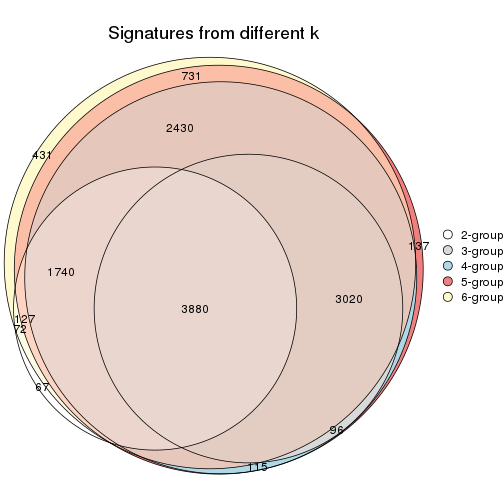 Signatures from different k
731
2430
431
137
1740
3880
3020
127
72
67
96
115
2-group
3-group
4-group
5-group
6-group